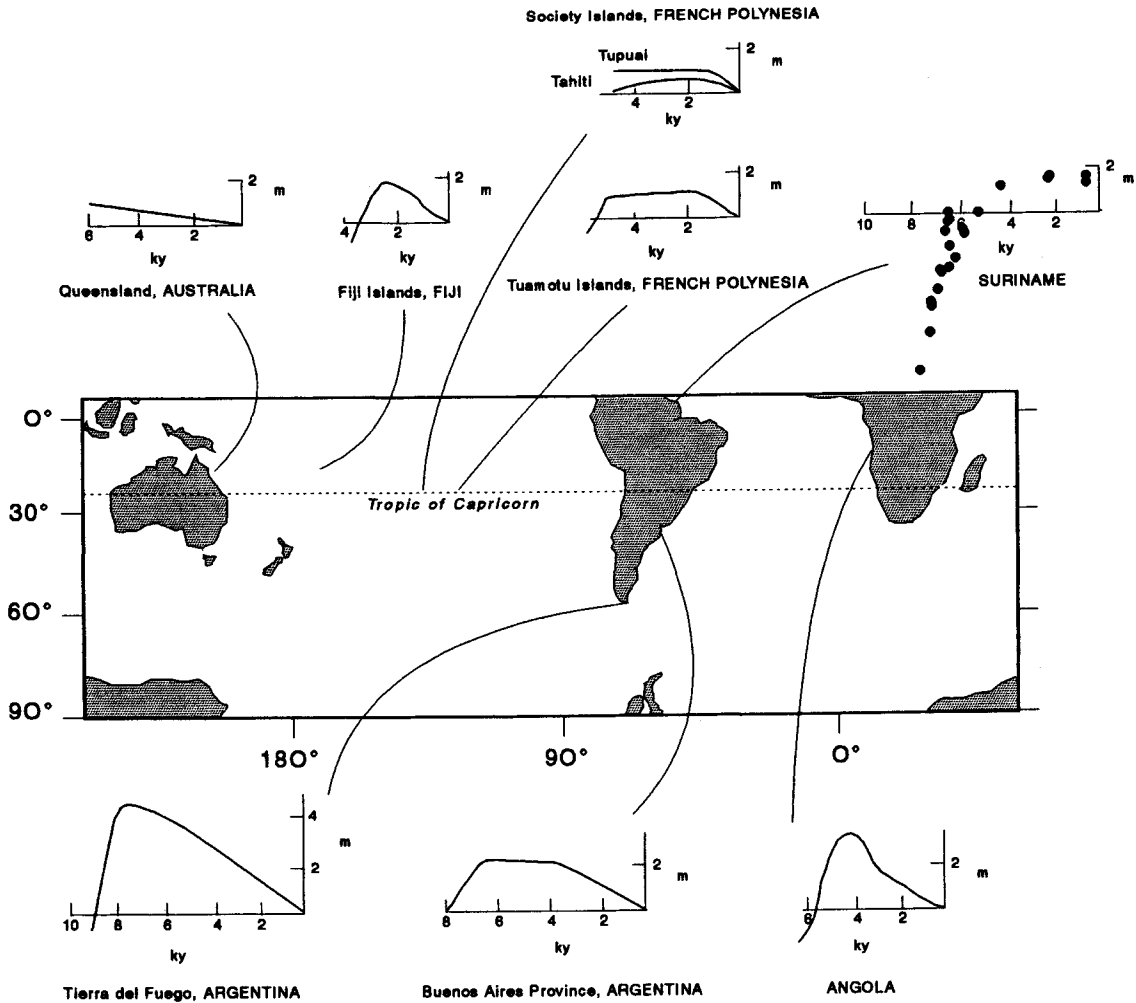 Society Islands, FRENCH POLYNESIA
Tupuai
Tahiti
2
m
4 2
ky
2 m
6 4 2
ky
Queensland, AUSTRALIA
2 m
4 2
ky
Fiji Islands, FIJI
2 m
4 2
ky
Tuamotu Islands, FRENCH POLYNESIA
2 m
10 8 6 4 2
ky
SURINAME
0°
30°
60°
90°
Tropic of Capricorn
180° 90° 0°
4
m
2
10 8 6 4 2
ky
Tierra del Fuego, ARGENTINA
2
m
8 6 4 2
ky
Buenos Aires Province, ARGENTINA
2
m
6 4 2
ky
ANGOLA